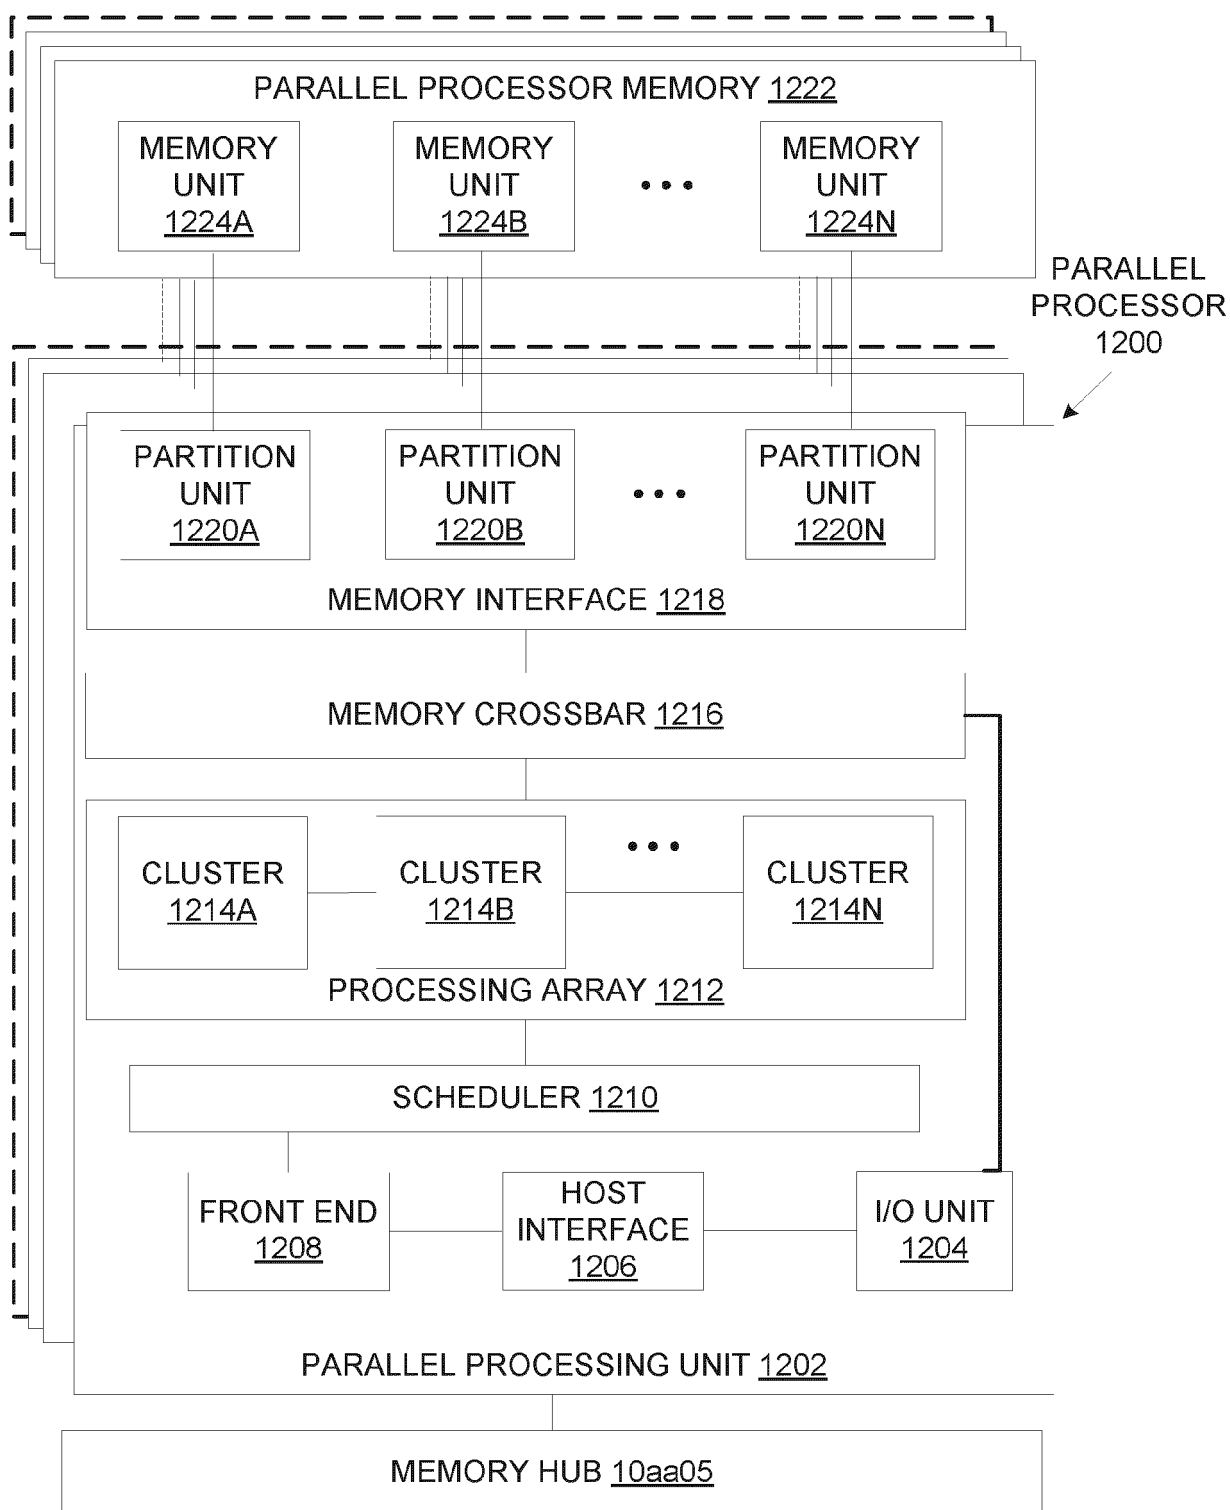 PARALLEL PROCESSOR MEMORY 1222
MEMORY UNIT 1224A
MEMORY UNIT 1224B
• • •
MEMORY UNIT 1224N
PARALLEL
PROCESSOR
1200
PARTITION UNIT 1220A
PARTITION UNIT 1220B
• • •
PARTITION UNIT 1220N
MEMORY INTERFACE 1218
MEMORY CROSSBAR 1216
CLUSTER 1214A
CLUSTER 1214B
• • •
CLUSTER 1214N
PROCESSING ARRAY 1212
SCHEDULER 1210
FRONT END 1208
HOST INTERFACE 1206
I/O UNIT 1204
PARALLEL PROCESSING UNIT 1202
MEMORY HUB 10aa05